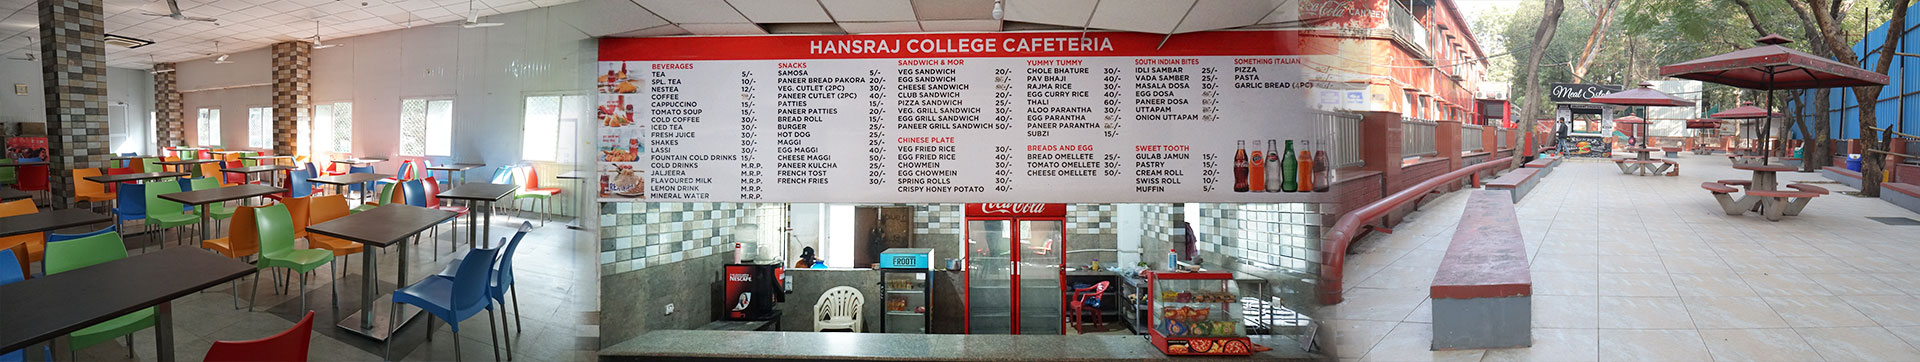 HANSRAJ COLLEGE CAFETERIA
BEVERAGES
TEA 5/-
SPL. TEA 10/-
NESTEA 12/-
COFFEE
CAPPUCCINO 15/-
TOMATO SOUP 15/-
COLD COFFEE 30/-
ICED TEA 30/-
FRESH JUICE 30/-
SHAKES 30/-
LASSI 30/-
FOUNTAIN COLD DRINKS 15/-
COLD DRINKS M.R.P.
JALJEERA M.R.P.
FLAVOURED MILK M.R.P.
LEMON DRINK M.R.P.
MINERAL WATER M.R.P.
SNACKS
SAMOSA 5/-
PANEER BREAD PAKORA 20/-
VEG. CUTLET (2PC) 30/-
PANEER CUTLET (2PC) 40/-
PATTIES 15/-
PANEER PATTIES 20/-
BREAD ROLL 15/-
BURGER 25/-
HOT DOG 25/-
MAGGI 25/-
EGG MAGGI 40/-
CHEESE MAGGI 50/-
PANEER KULCHA 25/-
FRENCH TOST 20/-
FRENCH FRIES 30/-
SANDWICH & MOR
VEG SANDWICH 20/-
EGG SANDWICH
CHEESE SANDWICH
CLUB SANDWICH 40/-
PIZZA SANDWICH 25/-
VEG. GRILL SANDWICH 30/-
EGG GRILL SANDWICH 40/-
PANEER GRILL SANDWICH 50/-
CHINESE PLATE
VEG FRIED RICE 30/-
EGG FRIED RICE 40/-
CHOWMEIN 30/-
EGG CHOWMEIN 40/-
SPRING ROLLS 30/-
CRISPY HONEY POTATO 40/-
YUMMY TUMMY
CHOLE BHATURE 30/-
PAV BHAJI 40/-
RAJMA RICE 30/-
EGG CURRY RICE 40/-
THALI 60/-
ALOO PARANTHA 30/-
EGG PARANTHA
PANEER PARANTHA
SUBZI 15/-
BREADS AND EGG
BREAD OMELETTE 25/-
TOMATO OMELETTE 30/-
CHEESE OMELETTE 50/-
SOUTH INDIAN BITES
IDLI SAMBAR 25/-
VADA SAMBER 25/-
MASALA DOSA 30/-
EGG DOSA
PANEER DOSA
UTTAPAM
ONION UTTAPAM
SWEET TOOTH
GULAB JAMUN 15/-
PASTRY 15/-
CREAM ROLL 10/-
SWISS ROLL 10/-
MUFFIN 5/-
SOMETHING ITALIAN
PIZZA
PASTA
GARLIC BREAD (4PC)
Coca-Cola
FROOTI
NESCAFÉ
Coca-Cola CANTEEN